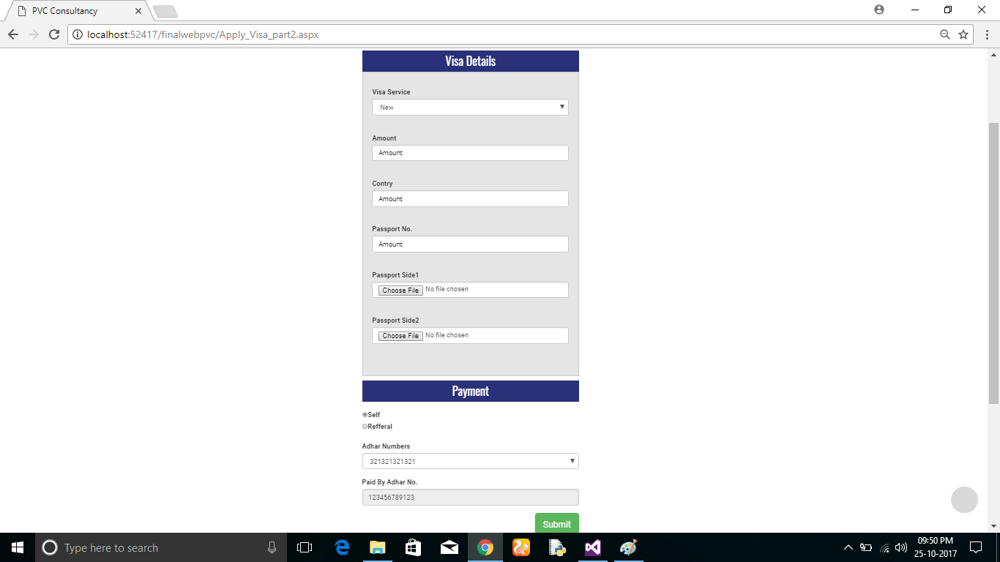 PVC Consultancy
localhost:52417/finalwebpvc/Apply_Visa_part2.aspx
Visa Details
Visa Service
New
Amount
Amount
Contry
Amount
Passport No.
Amount
Passport Side1
Choose File No file chosen
Passport Side2
Choose File No file chosen
Payment
Self
Refferal
Adhar Numbers
321321321321
Paid By Adhar No.
123456789123
Submit
Type here to search
09:50 PM
25-10-2017